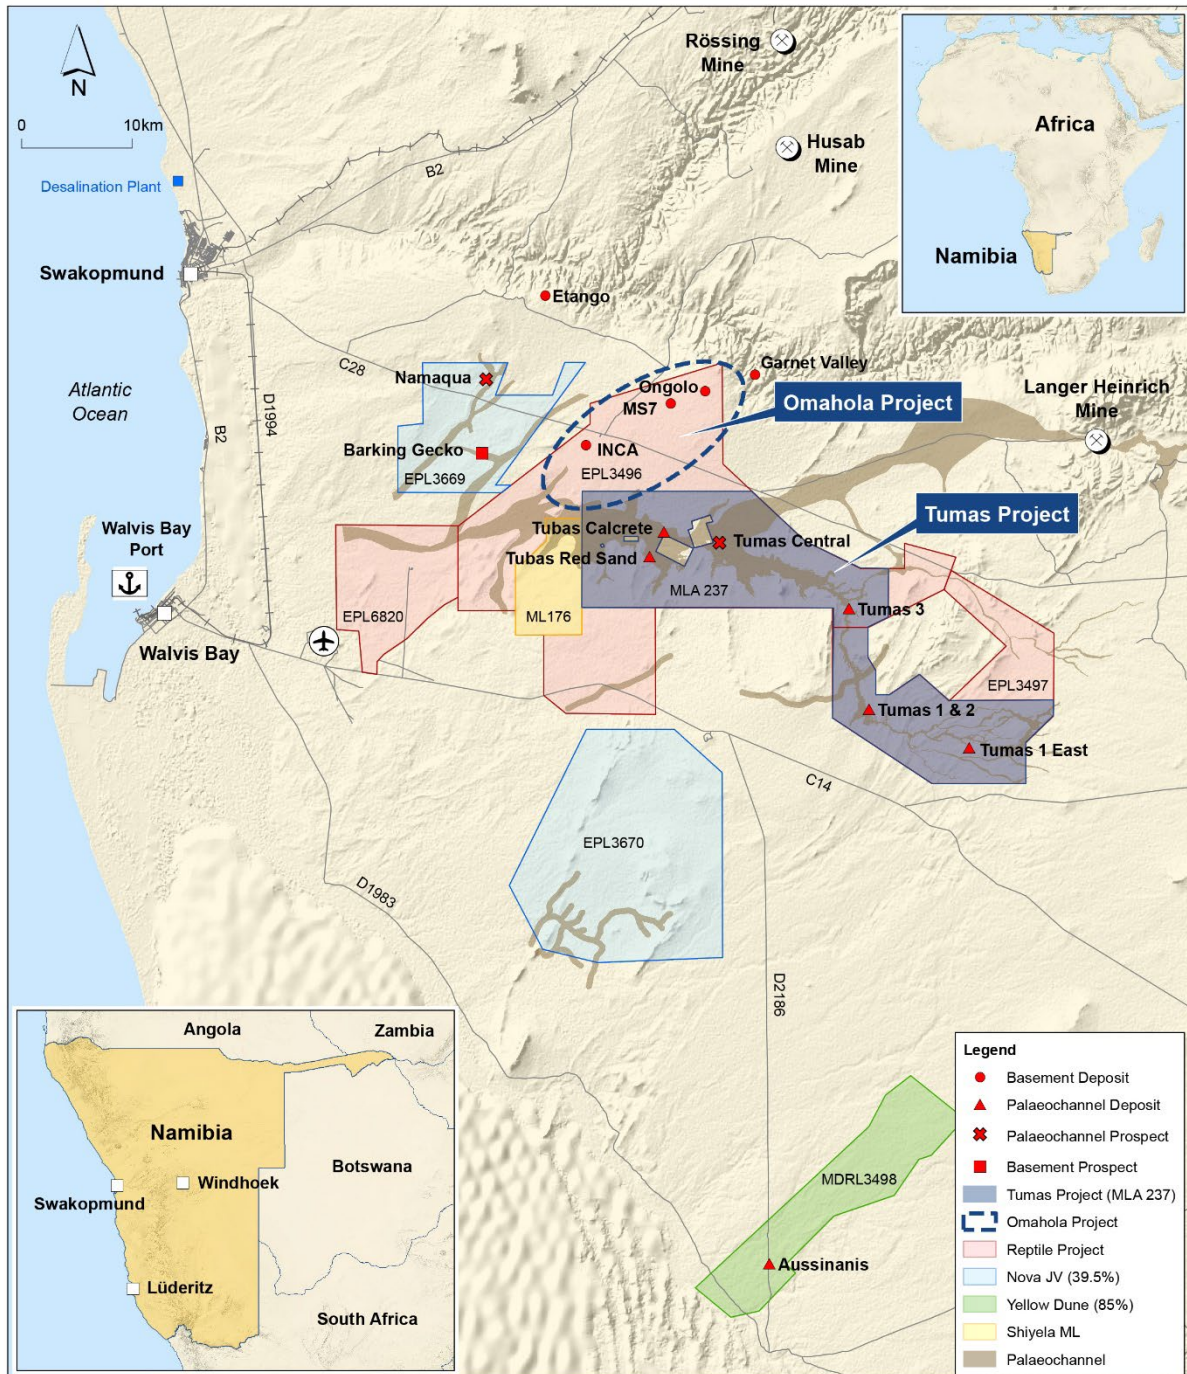 N
0
10km
Rössing
Mine
Husab
Mine
Africa
Namibia
Desalination Plant
B2
Swakopmund
Etango
C28
Atlantic
Ocean
B2
D1994
Namaqua
Barking Gecko
EPL3669
Garnet Valley
Ongolo
MS7
INCA
EPL3496
Omahola Project
Langer Heinrich
Mine
Walvis Bay
Port
Walvis Bay
EPL6820
ML176
Tubas Calcrete
Tubas Red Sand
Tumas Central
MLA 237
Tumas Project
Tumas 3
EPL3497
Tumas 1 & 2
Tumas 1 East
C14
EPL3670
D1983
D2186
MDRL3498
Aussinanis
Angola
Zambia
Namibia
Botswana
Windhoek
Swakopmund
Lüderitz
South Africa
Legend
Basement Deposit
Palaeochannel Deposit
Palaeochannel Prospect
Basement Prospect
Tumas Project (MLA 237)
Omahola Project
Reptile Project
Nova JV (39.5%)
Yellow Dune (85%)
Shiyela ML
Palaeochannel